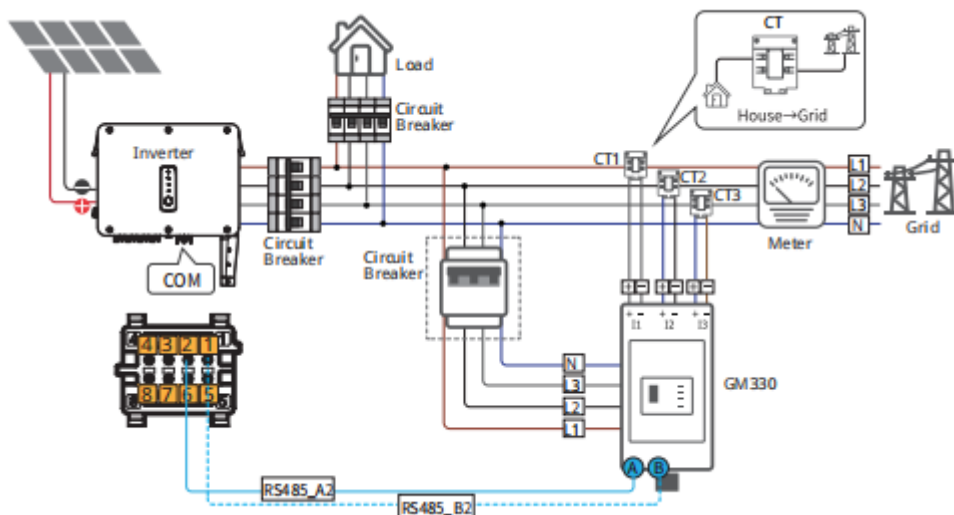 CT
House→Grid
Load
Circuit
Breaker
Inverter
CT1
CT2
CT3
L1
L2
L3
N
Grid
Meter
Circuit
Breaker
Circuit
Breaker
COM
+ - + - + -
+ - + - + -
I1 I2 I3
4 3 2 1
8 7 6 5
N
L3
L2
L1
GM330
A B
RS485_A2
RS485_B2